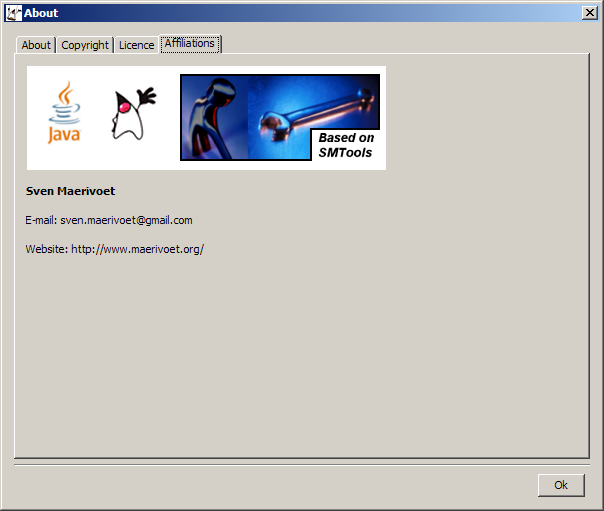 About
About Copyright Licence Affiliations
Java
Based on
SMTools
Sven Maerivoet
E-mail: sven.maerivoet@gmail.com
Website: http://www.maerivoet.org/
Ok